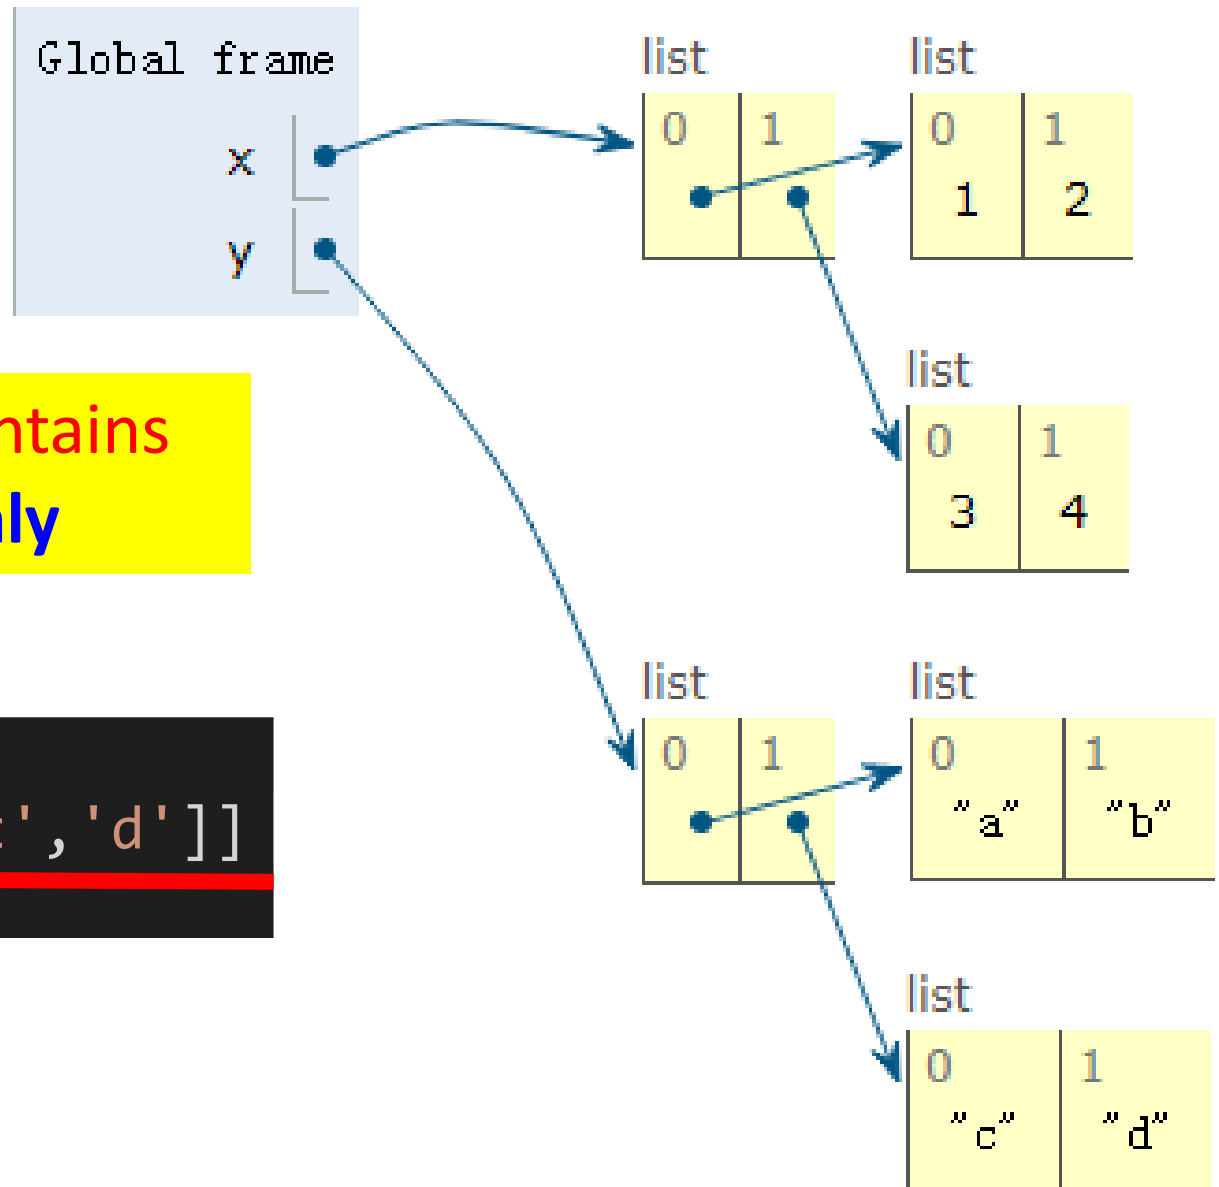 Global frame
x
y
list
0 1
list
0 1
1 2
list
0 1
3 4
ntains
ly
', 'd']]
list
0 1
list
0 1
"a" "b"
list
0 1
"c" "d"